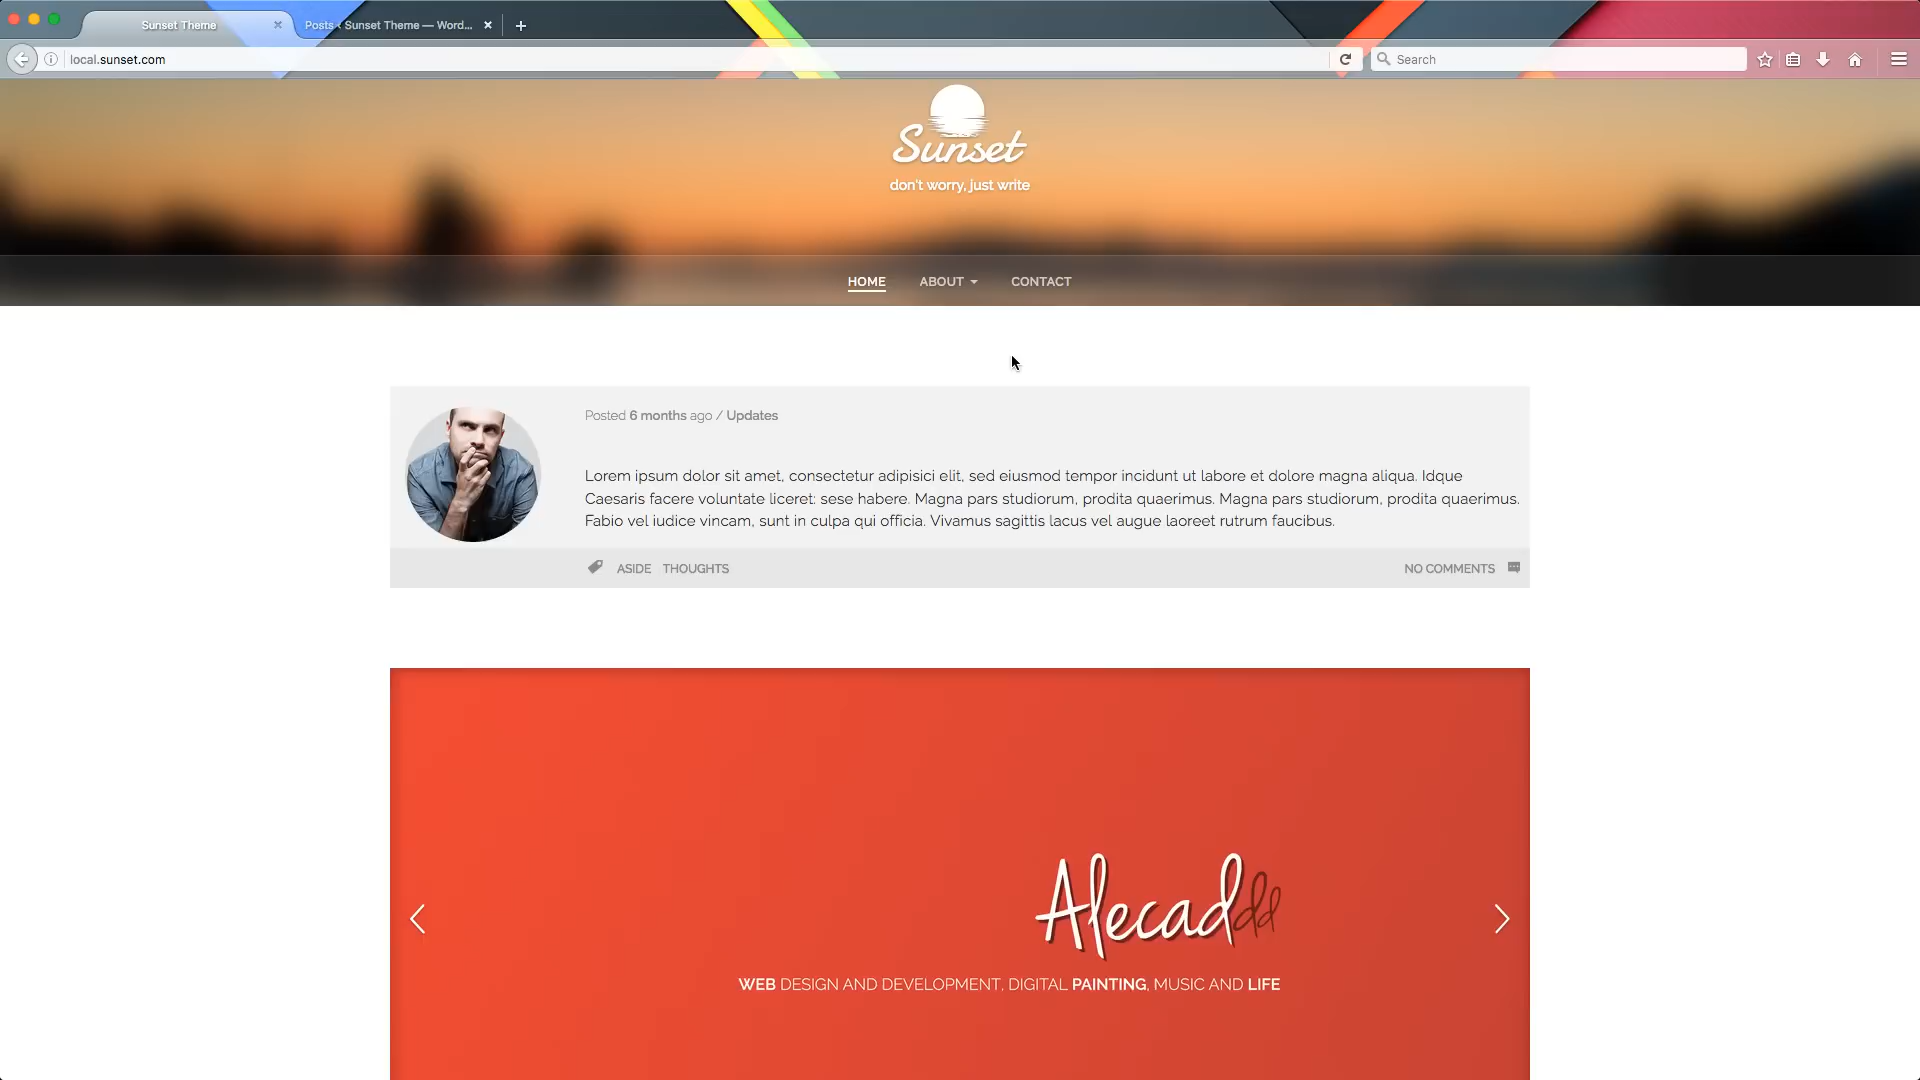 Sunset Theme
Posts ‹ Sunset Theme — Word...
local.sunset.com
Search
Sunset
don't worry, just write
HOME
ABOUT
CONTACT
Posted 6 months ago / Updates
Lorem ipsum dolor sit amet, consectetur adipisici elit, sed eiusmod tempor incidunt ut labore et dolore magna aliqua. Idque
Caesaris facere voluntate liceret: sese habere. Magna pars studiorum, prodita quaerimus. Magna pars studiorum, prodita quaerimus.
Fabio vel iudice vincam, sunt in culpa qui officia. Vivamus sagittis lacus vel augue laoreet rutrum faucibus.
ASIDE THOUGHTS
NO COMMENTS
Alecaddd
WEB DESIGN AND DEVELOPMENT, DIGITAL PAINTING, MUSIC AND LIFE